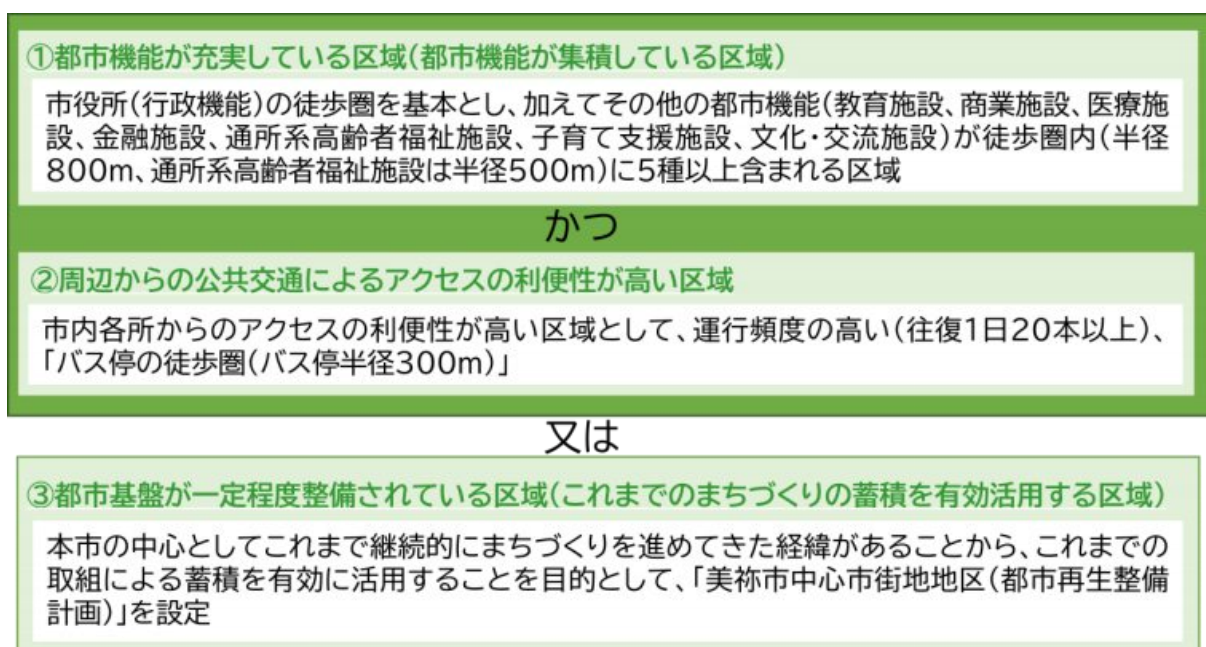 ①都市機能が充実している区域(都市機能が集積している区域)
市役所(行政機能)の徒歩圏を基本とし、加えてその他の都市機能(教育施設、商業施設、医療施
設、金融施設、通所系高齢者福祉施設、子育て支援施設、文化・交流施設)が徒歩圏内(半径
800m、通所系高齢者福祉施設は半径500m)に5種以上含まれる区域
かつ
②周辺からの公共交通によるアクセスの利便性が高い区域
市内各所からのアクセスの利便性が高い区域として、運行頻度の高い(往復1日20本以上)、
「バス停の徒歩圏(バス停半径300m)」
又は
③都市基盤が一定程度整備されている区域(これまでのまちづくりの蓄積を有効活用する区域)
本市の中心としてこれまで継続的にまちづくりを進めてきた経緯があることから、これまでの
取組による蓄積を有効に活用することを目的として、「美祢市中心市街地地区(都市再生整備
計画)」を設定